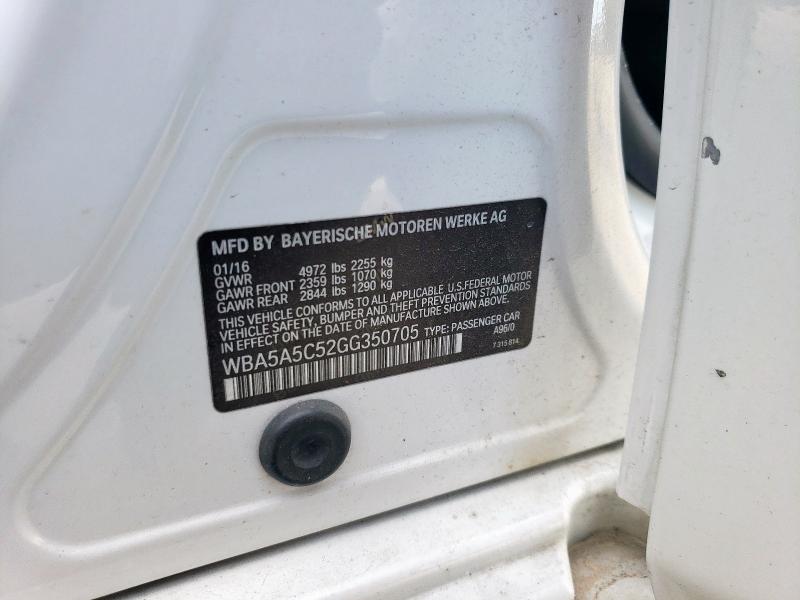 MFD BY BAYERISCHE MOTOREN WERKE AG
01/16
GVWR 4972 lbs 2255 kg
GAWR FRONT 2359 lbs 1070 kg
GAWR REAR 2844 lbs 1290 kg
THIS VEHICLE CONFORMS TO ALL APPLICABLE U.S.FEDERAL MOTOR
VEHICLE SAFETY, BUMPER AND THEFT PREVENTION STANDARDS
IN EFFECT ON THE DATE OF MANUFACTURE SHOWN ABOVE.
WBA5A5C52GG350705 TYPE: PASSENGER CAR
A96/0
7 315 814